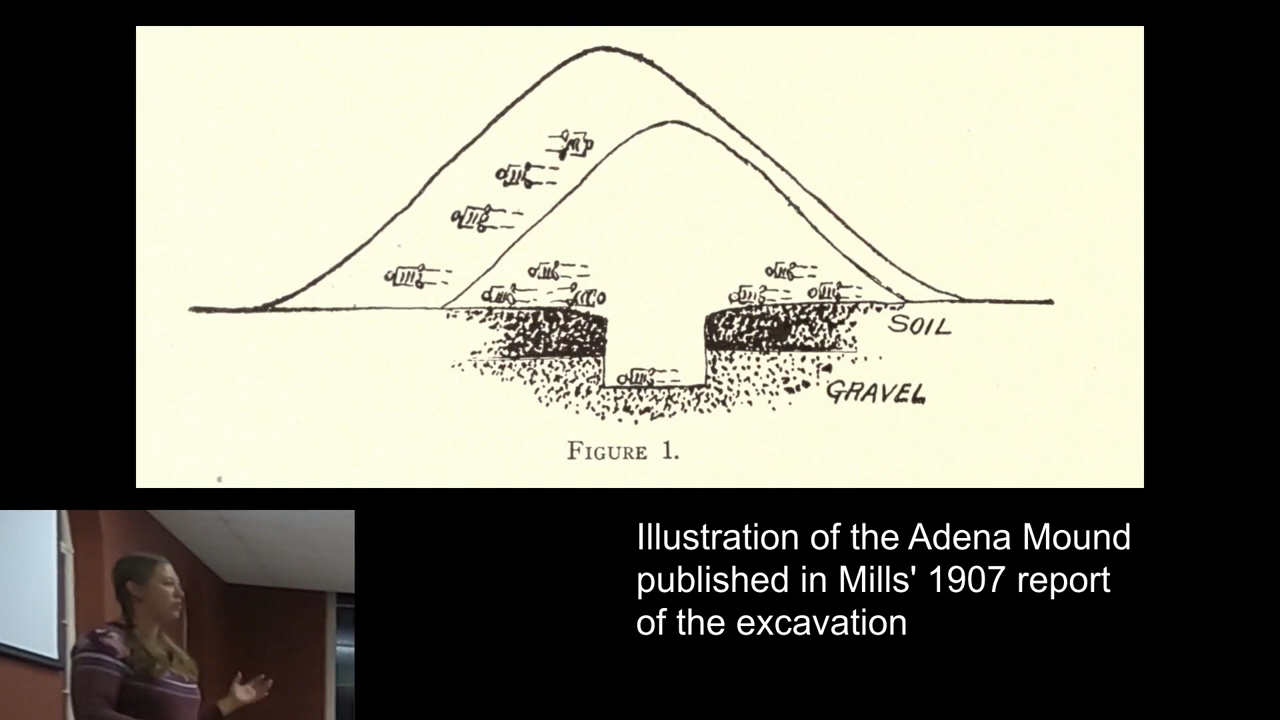 SOIL
GRAVEL
FIGURE 1.
Illustration of the Adena Mound
published in Mills' 1907 report
of the excavation